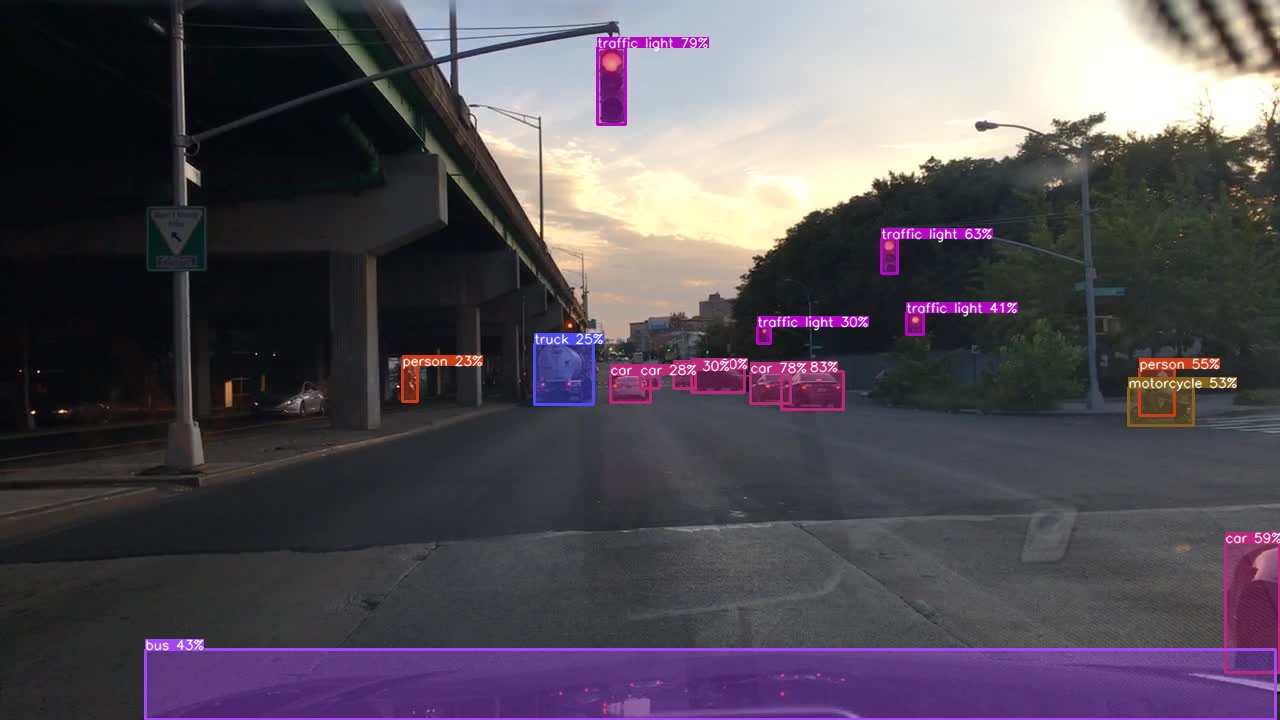 traffic light 79%
traffic light 63%
traffic light 41%
traffic light 30%
truck 25%
person 23%
car
car 28%
30%
0%
car 78%
83%
person 55%
motorcycle 53%
car 59%
bus 43%